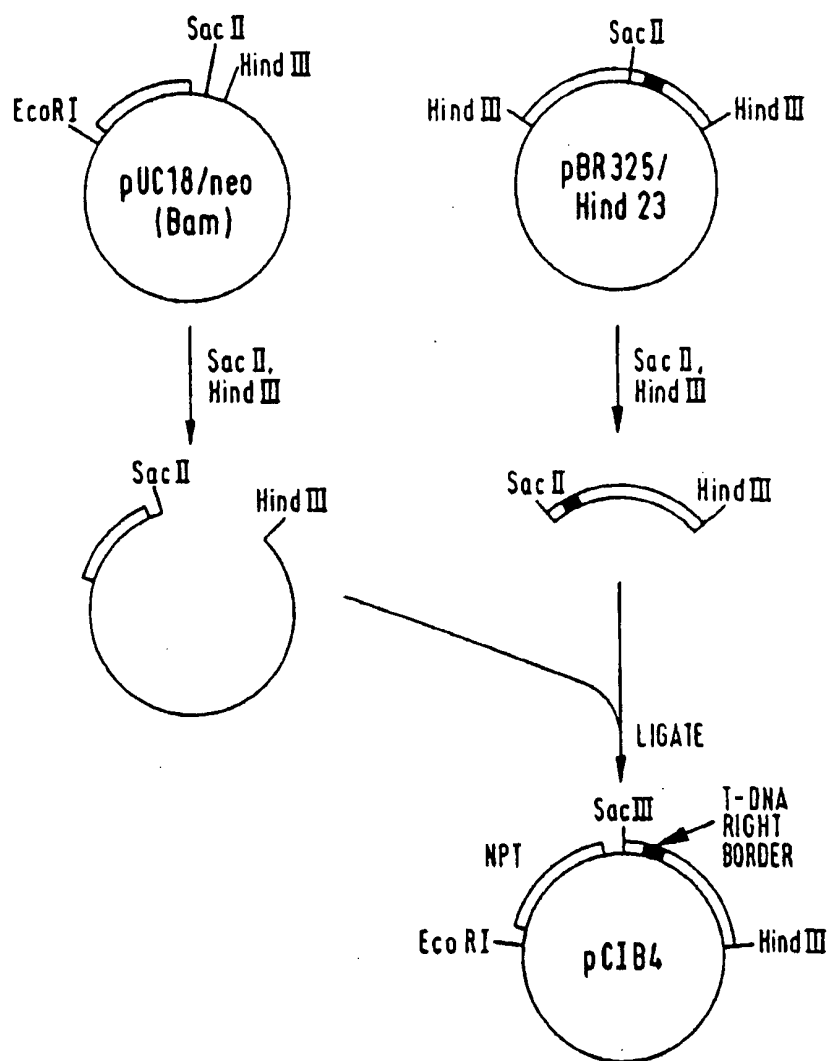 Sac II
Hind III
EcoRI
pUC18/neo
(Bam)
Sac II
Hind III
Hind III
pBR325/
Hind 23
Sac II,
Hind III
Sac II,
Hind III
Sac II
Hind III
Sac II
Hind III
LIGATE
Sac III
T-DNA
RIGHT
BORDER
NPT
Eco RI
Hind III
pCIB4